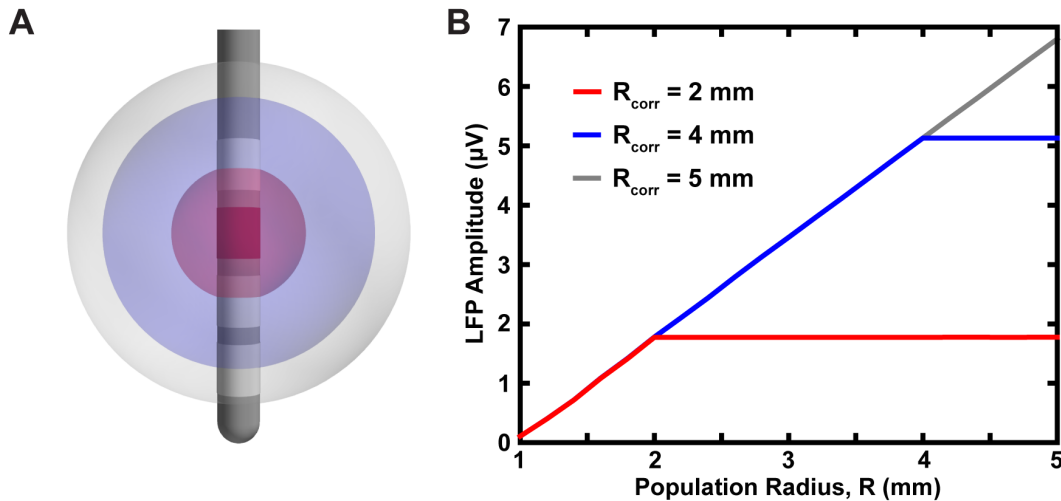 A
B
7
6
5
4
3
2
1
0
LFP Amplitude (µV)
R_corr = 2 mm
R_corr = 4 mm
R_corr = 5 mm
1 2 3 4 5
Population Radius, R (mm)